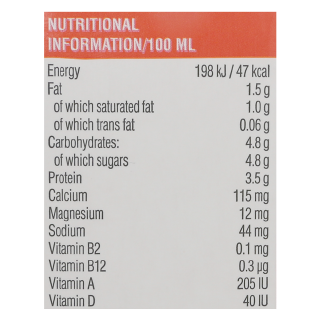 NUTRITIONAL
INFORMATION/100 ML
Energy 198 kJ / 47 kcal
Fat 1.5 g
of which saturated fat 1.0 g
of which trans fat 0.06 g
Carbohydrates: 4.8 g
of which sugars 4.8 g
Protein 3.5 g
Calcium 115 mg
Magnesium 12 mg
Sodium 44 mg
Vitamin B2 0.1 mg
Vitamin B12 0.3 µg
Vitamin A 205 IU
Vitamin D 40 IU